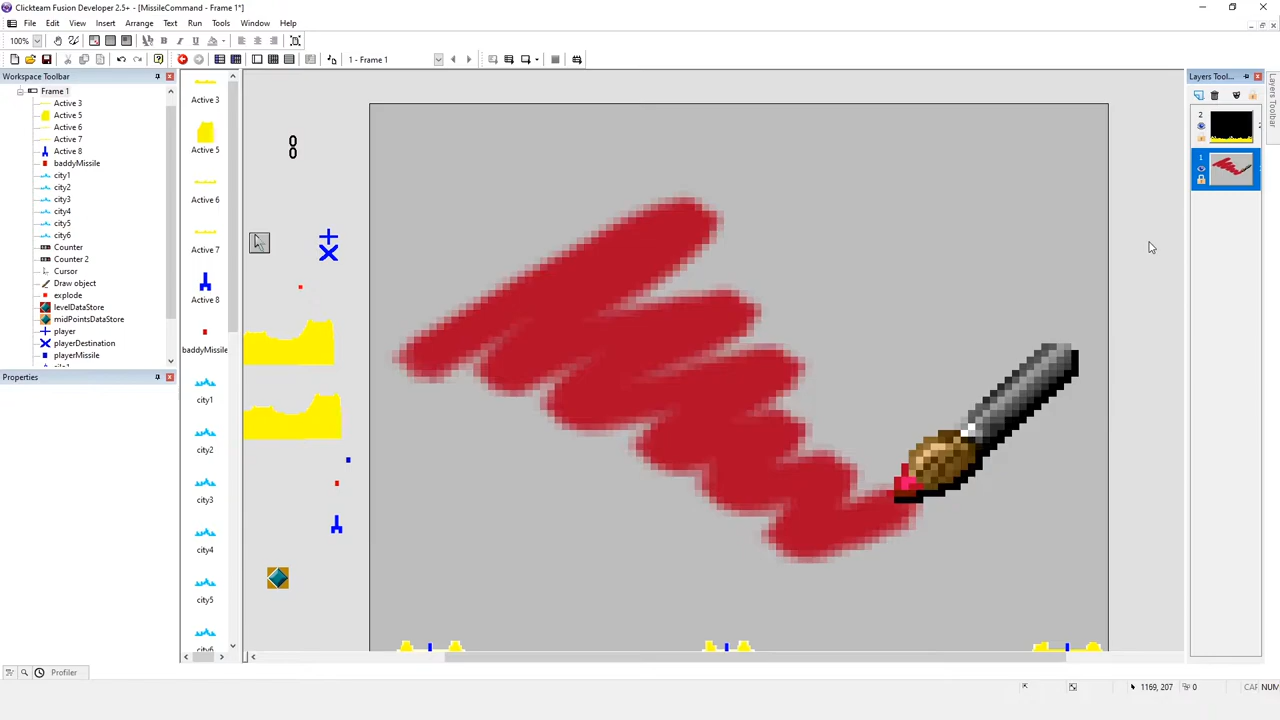 Clickteam Fusion Developer 2.5+ - [MissileCommand - Frame 1*]
File Edit View Insert Arrange Text Run Tools Window Help
100%
1 - Frame 1
Workspace Toolbar
Frame 1
Active 3
Active 5
Active 6
Active 7
Active 8
baddyMissile
city1
city2
city3
city4
city5
city6
Counter
Counter 2
Cursor
Draw object
explode
levelDataStore
midPointsDataStore
player
playerDestination
playerMissile
Properties
Active 3
Active 5
Active 6
Active 7
Active 8
baddyMissile
city1
city2
city3
city4
city5
city6
0
0
Layers Tool...
Layers Toolbar
2
1
Profiler
1169, 207
0
CAF NUM